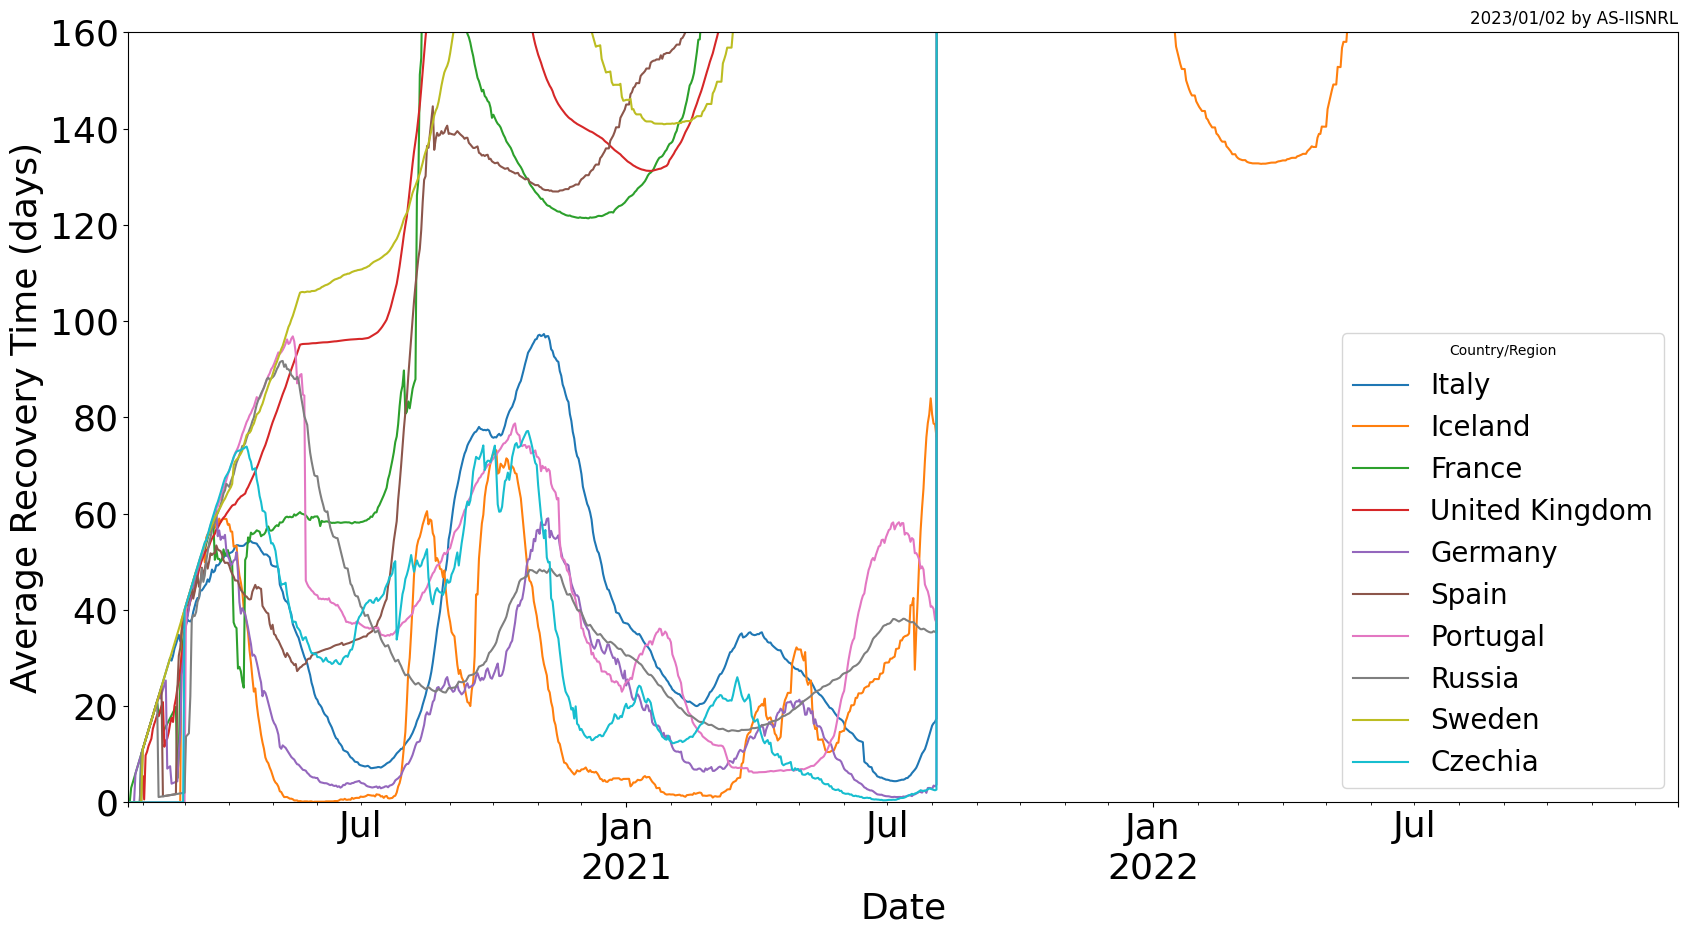 2023/01/02 by AS-IISNRL
160
140
120
100
80
60
40
20
0
Average Recovery Time (days)
Country/Region
Italy
Iceland
France
United Kingdom
Germany
Spain
Portugal
Russia
Sweden
Czechia
Jul
Jan
2021
Jul
Jan
2022
Jul
Date